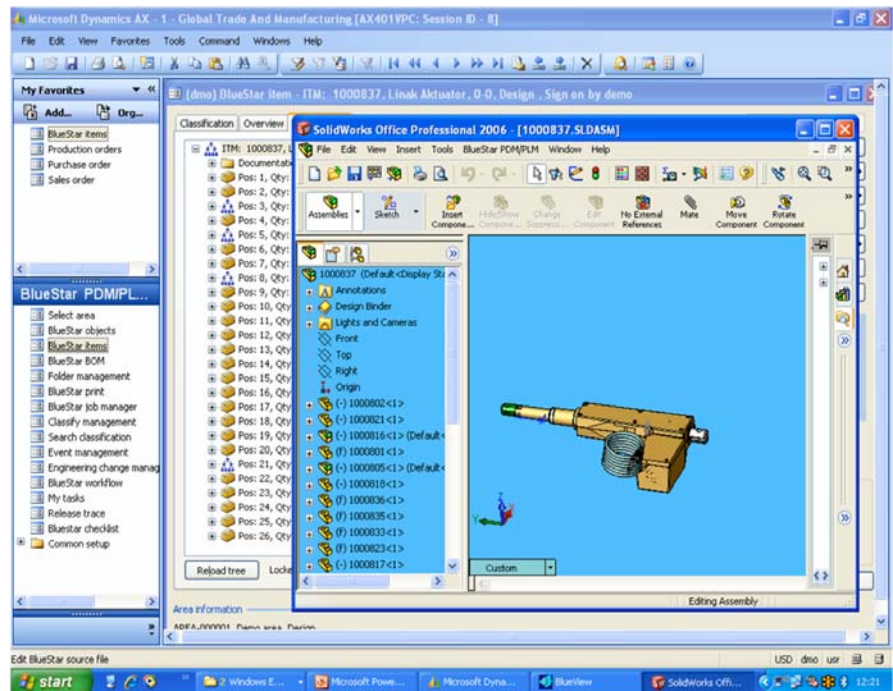 Microsoft Dynamics AX - 1 - Global Trade And Manufacturing [AX401VPC: Session ID - 8]
File Edit View Favorites Tools Command Windows Help
My Favorites
Add... Org...
BlueStar items
Production orders
Purchase order
Sales order
BlueStar PDM/PL...
Select area
BlueStar objects
BlueStar items
BlueStar BOM
Folder management
BlueStar print
BlueStar job manager
Classify management
Search classification
Event management
Engineering change manag
BlueStar workflow
My tasks
Release trace
Bluestar checklist
Common setup
(dmo) BlueStar item - ITM: 1000837, Linak Aktuator, 0-0, Design , Sign on by demo
Classification Overview
ITM: 1000837, L
Documentati
Pos: 1, Qty:
Pos: 2, Qty:
Pos: 3, Qty:
Pos: 4, Qty:
Pos: 5, Qty:
Pos: 6, Qty:
Pos: 7, Qty:
Pos: 8, Qty:
Pos: 9, Qty:
Pos: 10, Qty
Pos: 11, Qty
Pos: 12, Qty
Pos: 13, Qty
Pos: 14, Qty
Pos: 15, Qty
Pos: 16, Qty
Pos: 17, Qty
Pos: 18, Qty
Pos: 19, Qty
Pos: 20, Qty
Pos: 21, Qty
Pos: 22, Qty
Pos: 23, Qty
Pos: 24, Qty
Pos: 25, Qty
Pos: 26, Qty
Reload tree Locke
Area information
AREA-000001, Demo area, Design
SolidWorks Office Professional 2006 - [1000837.SLDASM]
File Edit View Insert Tools BlueStar PDM/PLM Window Help
Assemblies Sketch
Insert Compone...
Hide/Show Compone...
Change Suppressi...
Edit Component
No External References
Mate
Move Component
Rotate Component
1000837 (Default<Display Sta
Annotations
Design Binder
Lights and Cameras
Front
Top
Right
Origin
(-) 1000802<1>
(-) 1000821<1>
(-) 1000816<1> (Default<
(f) 1000801<1>
(-) 1000805<1> (Default<
(-) 1000818<1>
(f) 1000836<1>
(f) 1000835<1>
(f) 1000823<1>
(f) 1000833<1>
(-) 1000817<1>
Z
Y
Custom
Editing Assembly
Edit BlueStar source file
USD dmo usr
start
2 Windows E...
Microsoft Powe...
Microsoft Dyna...
BlueView
SolidWorks Offi...
12:21